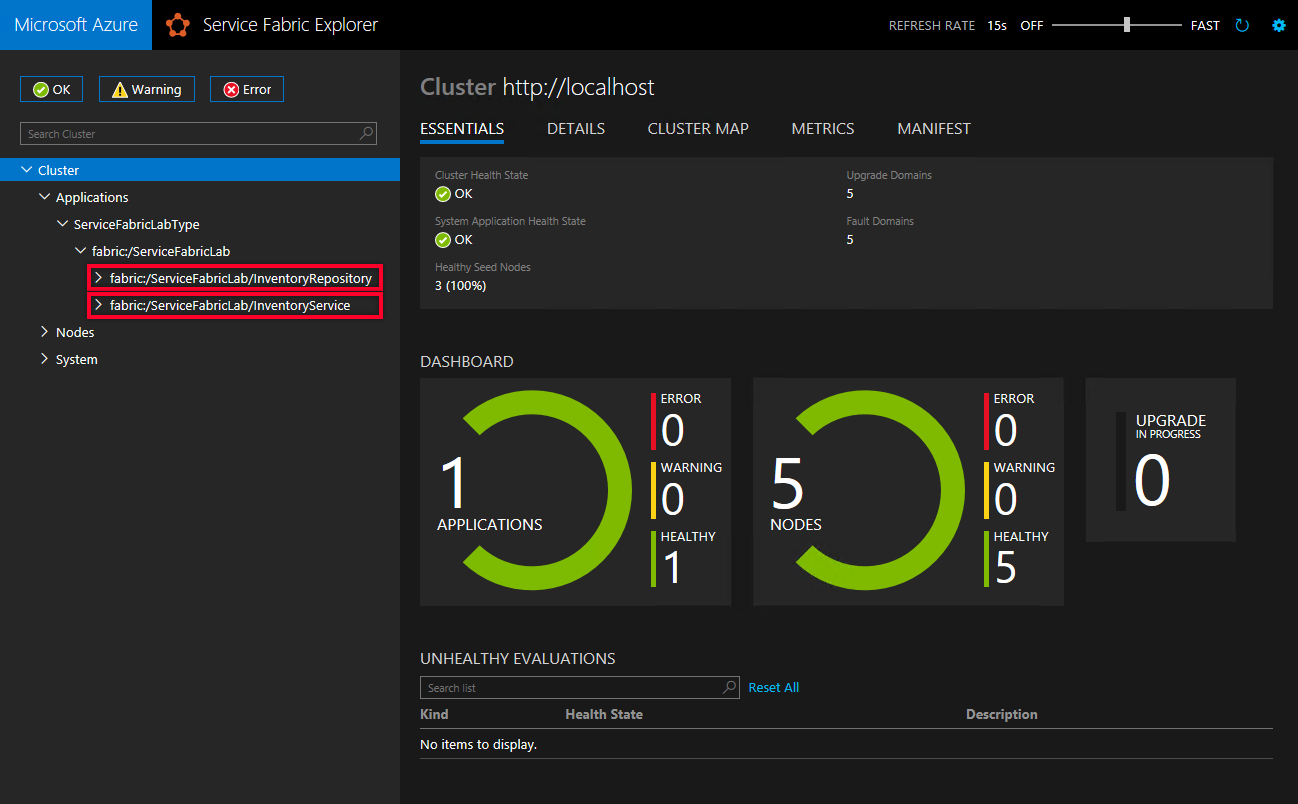 Microsoft Azure
Service Fabric Explorer
REFRESH RATE 15s OFF FAST
OK
Warning
Error
Search Cluster
Cluster
Applications
ServiceFabricLabType
fabric:/ServiceFabricLab
fabric:/ServiceFabricLab/InventoryRepository
fabric:/ServiceFabricLab/InventoryService
Nodes
System
Cluster http://localhost
ESSENTIALS DETAILS CLUSTER MAP METRICS MANIFEST
Cluster Health State
OK
System Application Health State
OK
Healthy Seed Nodes
3 (100%)
Upgrade Domains
5
Fault Domains
5
DASHBOARD
1
APPLICATIONS
ERROR
0
WARNING
0
HEALTHY
1
5
NODES
ERROR
0
WARNING
0
HEALTHY
5
UPGRADE
IN PROGRESS
0
UNHEALTHY EVALUATIONS
Search list
Reset All
Kind Health State Description
No items to display.